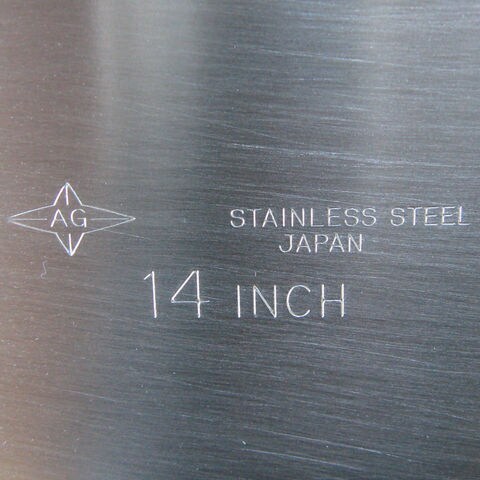 AG
STAINLESS STEEL
JAPAN
14 INCH